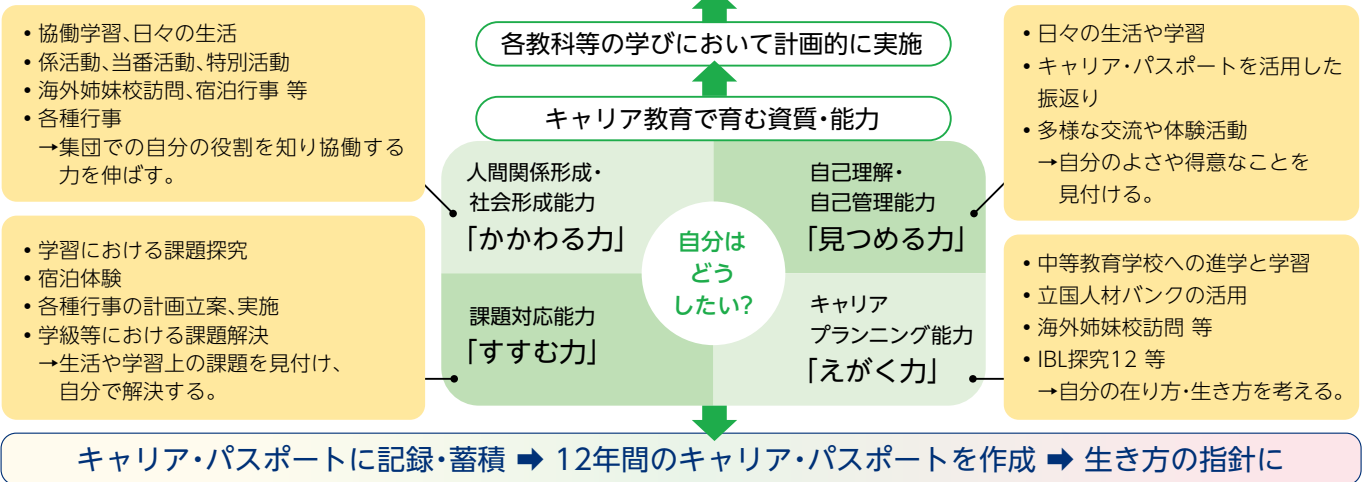 各教科等の学びにおいて計画的に実施
キャリア教育で育む資質・能力
• 協働学習、日々の生活
• 係活動、当番活動、特別活動
• 海外姉妹校訪問、宿泊行事 等
• 各種行事
→集団での自分の役割を知り協働する
力を伸ばす。
人間関係形成・
社会形成能力
「かかわる力」
自己理解・
自己管理能力
「見つめる力」
• 日々の生活や学習
• キャリア・パスポートを活用した
振返り
• 多様な交流や体験活動
→自分のよさや得意なことを
見付ける。
自分は
どう
したい?
• 学習における課題探究
• 宿泊体験
• 各種行事の計画立案、実施
• 学級等における課題解決
→生活や学習上の課題を見付け、
自分で解決する。
課題対応能力
「すすむ力」
キャリア
プランニング能力
「えがく力」
• 中等教育学校への進学と学習
• 立国人材バンクの活用
• 海外姉妹校訪問 等
• IBL探究12 等
→自分の在り方・生き方を考える。
キャリア・パスポートに記録・蓄積 ➡ 12年間のキャリア・パスポートを作成 ➡ 生き方の指針に